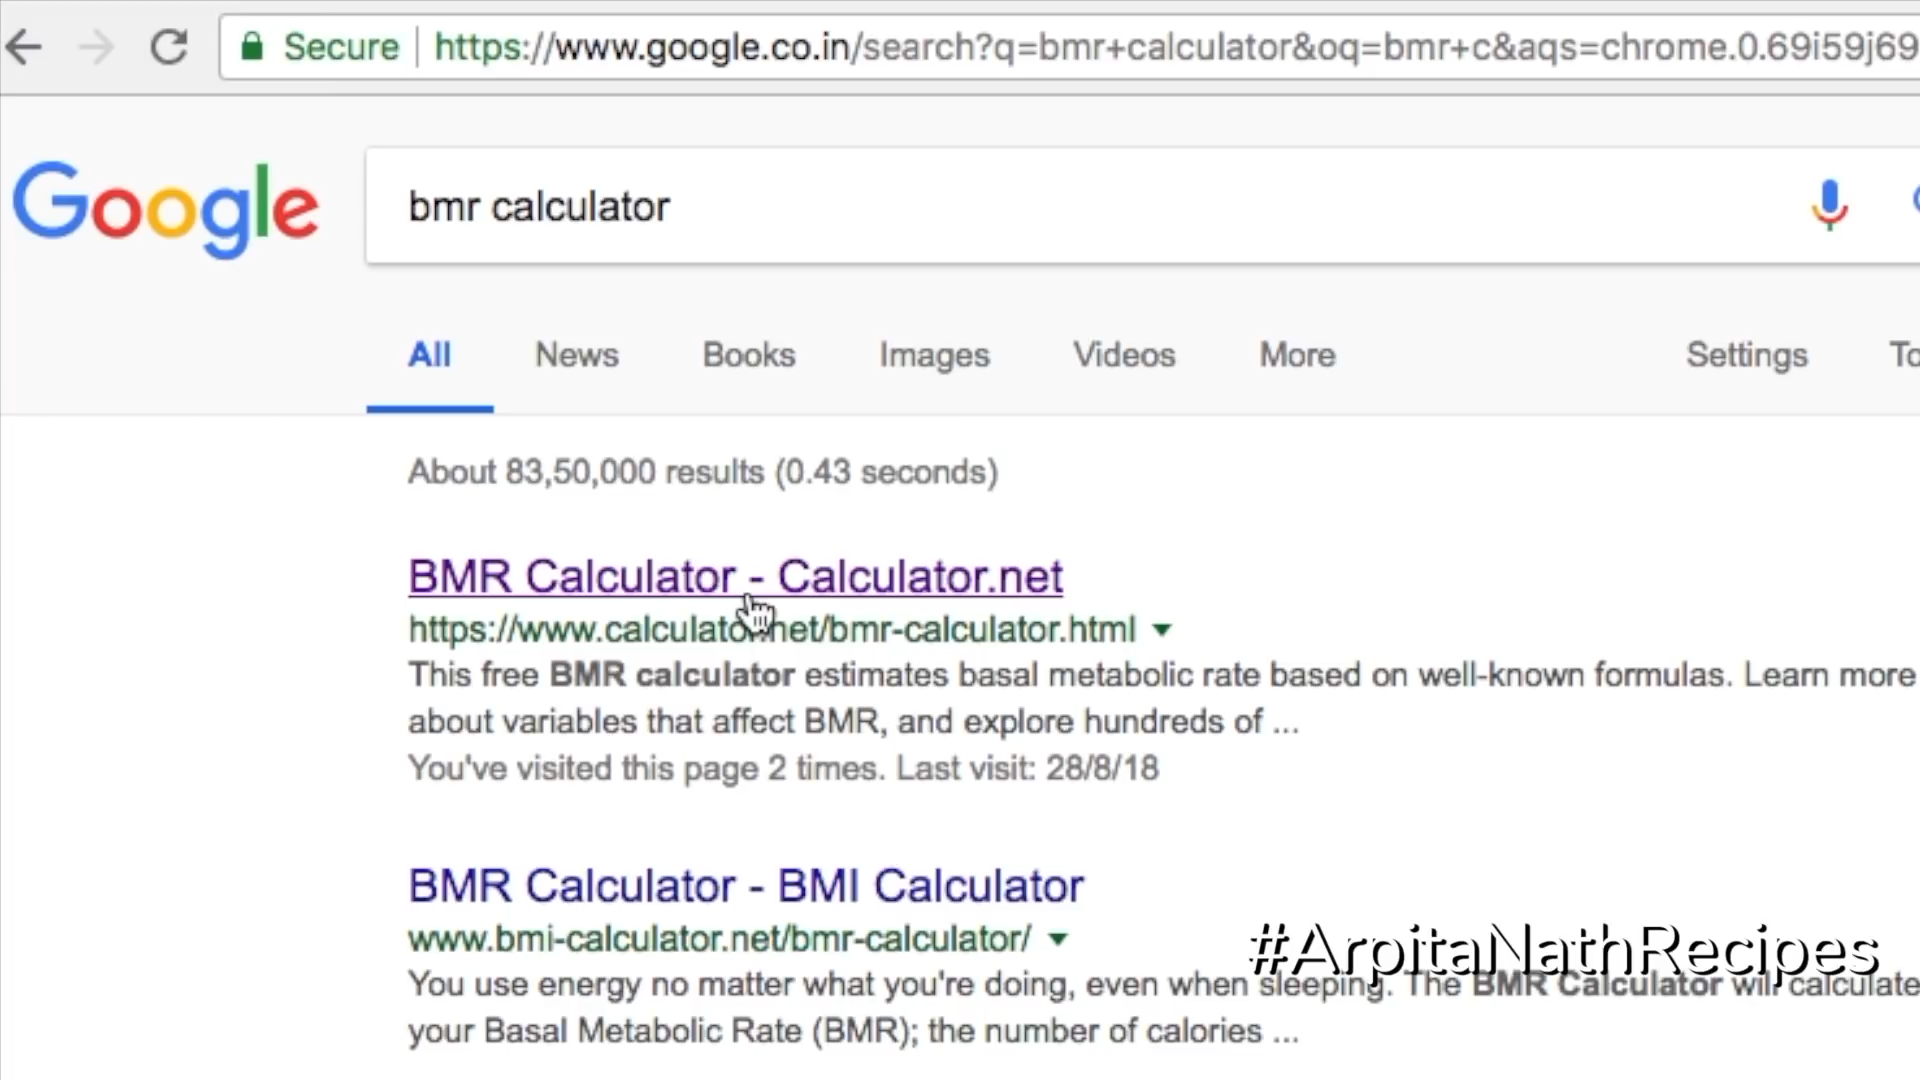 Secure https://www.google.co.in/search?q=bmr+calculator&oq=bmr+c&aqs=chrome.0.69i59j69
Google bmr calculator
All News Books Images Videos More Settings
About 83,50,000 results (0.43 seconds)
BMR Calculator - Calculator.net
https://www.calculator.net/bmr-calculator.html
This free BMR calculator estimates basal metabolic rate based on well-known formulas. Learn more
about variables that affect BMR, and explore hundreds of ...
You've visited this page 2 times. Last visit: 28/8/18
BMR Calculator - BMI Calculator
www.bmi-calculator.net/bmr-calculator/
#ArpitaNathRecipes
You use energy no matter what you're doing, even when sleeping. The BMR Calculator will calculate
your Basal Metabolic Rate (BMR); the number of calories ...